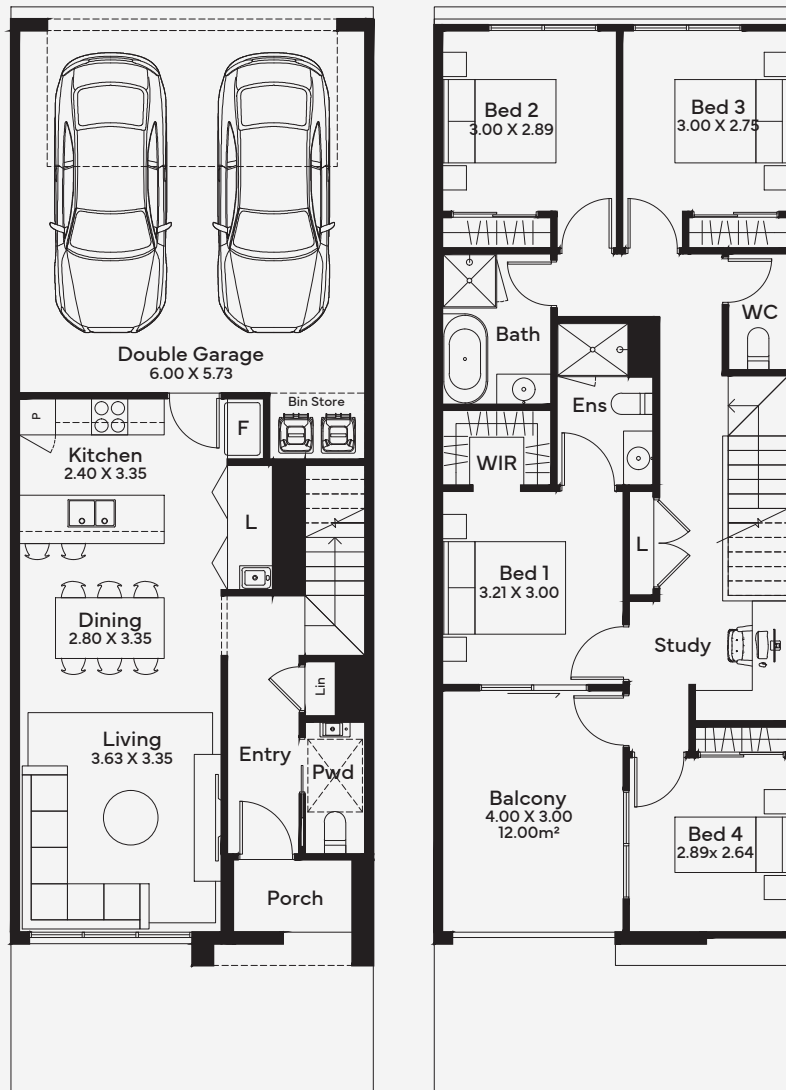 Double Garage
6.00 X 5.73
P
F
Bin Store
Kitchen
2.40 X 3.35
L
Dining
2.80 X 3.35
Lin
Living
3.63 X 3.35
Entry
Pwd
Porch
Bed 2
3.00 X 2.89
Bed 3
3.00 X 2.75
Bath
WC
Ens
WIR
L
Bed 1
3.21 X 3.00
Study
Balcony
4.00 X 3.00
12.00m²
Bed 4
2.89x 2.64